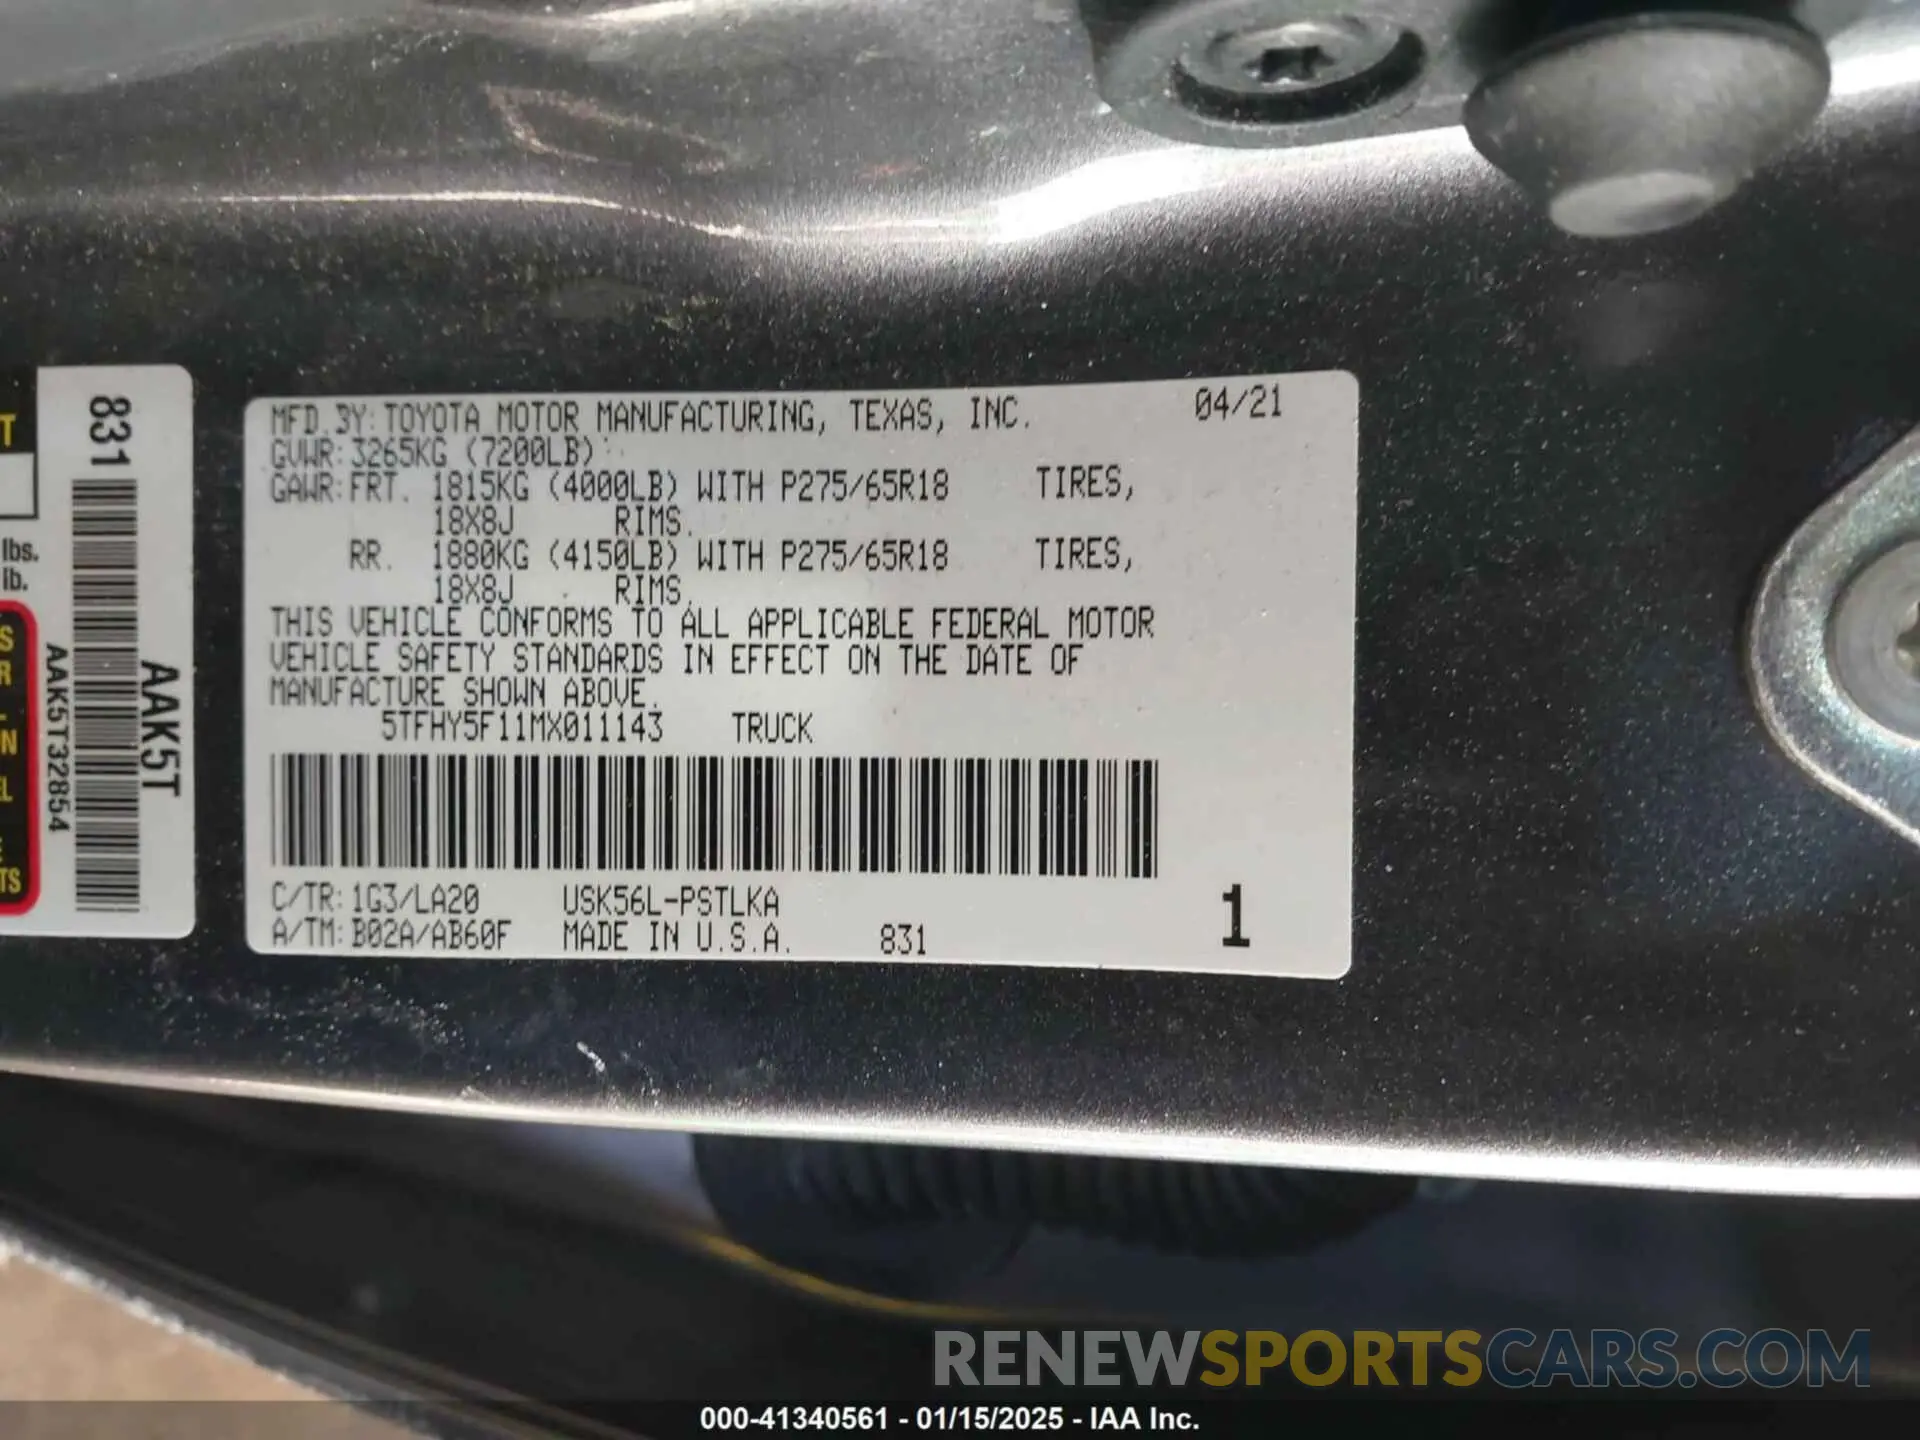 MFD.BY: TOYOTA MOTOR MANUFACTURING, TEXAS, INC. 04/21
GVWR: 3265KG (7200LB)
GAWR: FRT. 1815KG (4000LB) WITH P275/65R18 TIRES,
18X8J RIMS.
RR. 1880KG (4150LB) WITH P275/65R18 TIRES,
18X8J RIMS.
THIS VEHICLE CONFORMS TO ALL APPLICABLE FEDERAL MOTOR
VEHICLE SAFETY STANDARDS IN EFFECT ON THE DATE OF
MANUFACTURE SHOWN ABOVE.
5TFHY5F11MX011143 TRUCK
C/TR: 1G3/LA20 USK56L-PSTLKA
A/TM: B02A/AB60F MADE IN U.S.A. 831
1
831
AAK5T
AAK5T32854
lbs.
lb.
RENEWSPORTSCARS.COM
000-41340561 - 01/15/2025 - IAA Inc.